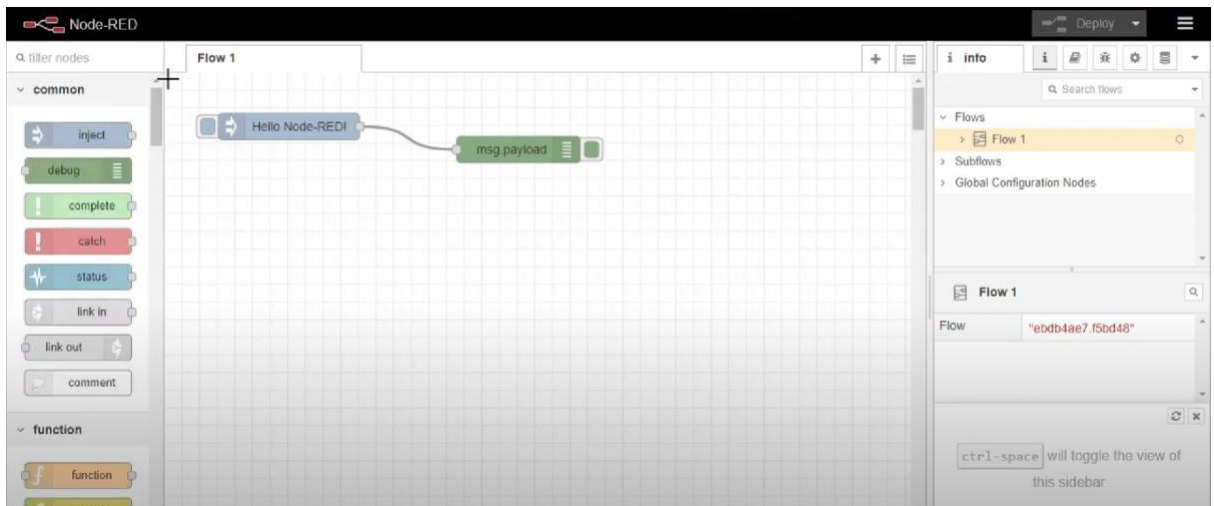 Node-RED
Deploy
filter nodes
Flow 1
i info
Search flows
common
inject
debug
complete
catch
status
link in
link out
comment
function
function
Hello Node-RED!
msg payload
Flows
Flow 1
Subflows
Global Configuration Nodes
Flow 1
Flow
"ebdb4ae7.f5bd48"
ctrl-space will toggle the view of
this sidebar